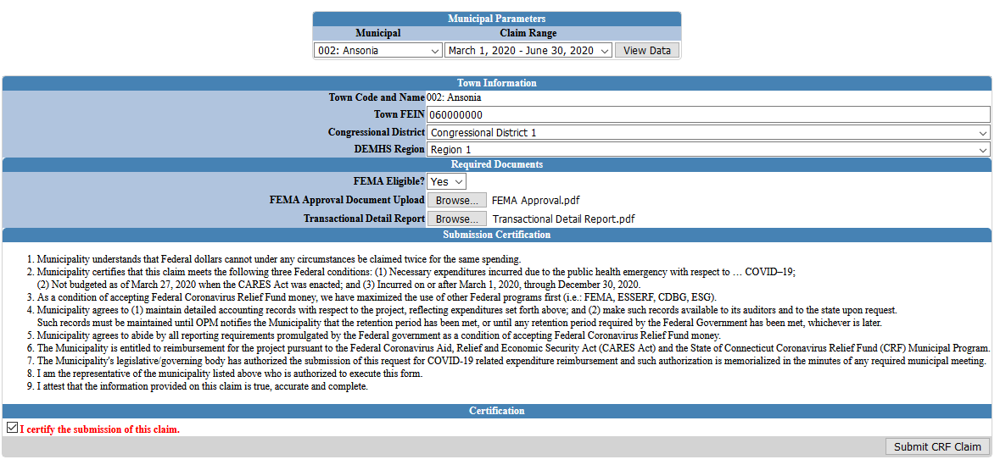 Municipal Parameters
Municipal Claim Range
002: Ansonia March 1, 2020 - June 30, 2020 View Data
Town Information
Town Code and Name 002: Ansonia
Town FEIN 060000000
Congressional District Congressional District 1
DEMHS Region Region 1
Required Documents
FEMA Eligible? Yes
FEMA Approval Document Upload Browse... FEMA Approval.pdf
Transactional Detail Report Browse... Transactional Detail Report.pdf
Submission Certification
1. Municipality understands that Federal dollars cannot under any circumstances be claimed twice for the same spending.
2. Municipality certifies that this claim meets the following three Federal conditions: (1) Necessary expenditures incurred due to the public health emergency with respect to … COVID–19;
(2) Not budgeted as of March 27, 2020 when the CARES Act was enacted; and (3) Incurred on or after March 1, 2020, through December 30, 2020.
3. As a condition of accepting Federal Coronavirus Relief Fund money, we have maximized the use of other Federal programs first (i.e.: FEMA, ESSERF, CDBG, ESG).
4. Municipality agrees to (1) maintain detailed accounting records with respect to the project, reflecting expenditures set forth above; and (2) make such records available to its auditors and to the state upon request.
Such records must be maintained until OPM notifies the Municipality that the retention period has been met, or until any retention period required by the Federal Government has been met, whichever is later.
5. Municipality agrees to abide by all reporting requirements promulgated by the Federal government as a condition of accepting Federal Coronavirus Relief Fund money.
6. The Municipality is entitled to reimbursement for the project pursuant to the Federal Coronavirus Aid, Relief and Economic Security Act (CARES Act) and the State of Connecticut Coronavirus Relief Fund (CRF) Municipal Program.
7. The Municipality's legislative/governing body has authorized the submission of this request for COVID-19 related expenditure reimbursement and such authorization is memorialized in the minutes of any required municipal meeting.
8. I am the representative of the municipality listed above who is authorized to execute this form.
9. I attest that the information provided on this claim is true, accurate and complete.
Certification
I certify the submission of this claim.
Submit CRF Claim